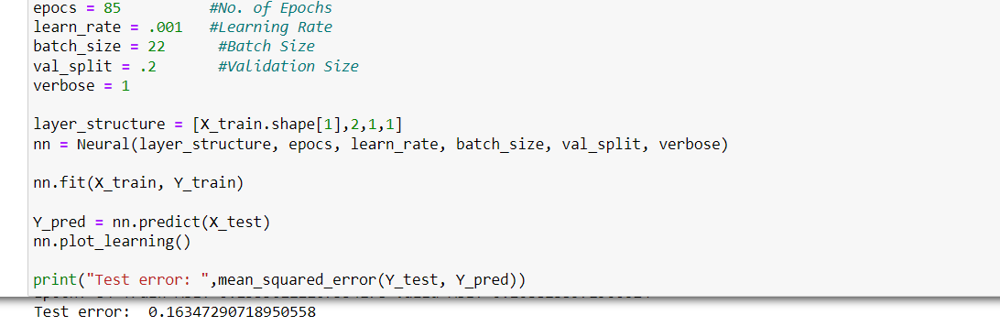 epocs = 85 #No. of Epochs
learn_rate = .001 #Learning Rate
batch_size = 22 #Batch Size
val_split = .2 #Validation Size
verbose = 1
layer_structure = [X_train.shape[1],2,1,1]
nn = Neural(layer_structure, epocs, learn_rate, batch_size, val_split, verbose)
nn.fit(X_train, Y_train)
Y_pred = nn.predict(X_test)
nn.plot_learning()
print("Test error: ",mean_squared_error(Y_test, Y_pred))
Test error: 0.16347290718950558